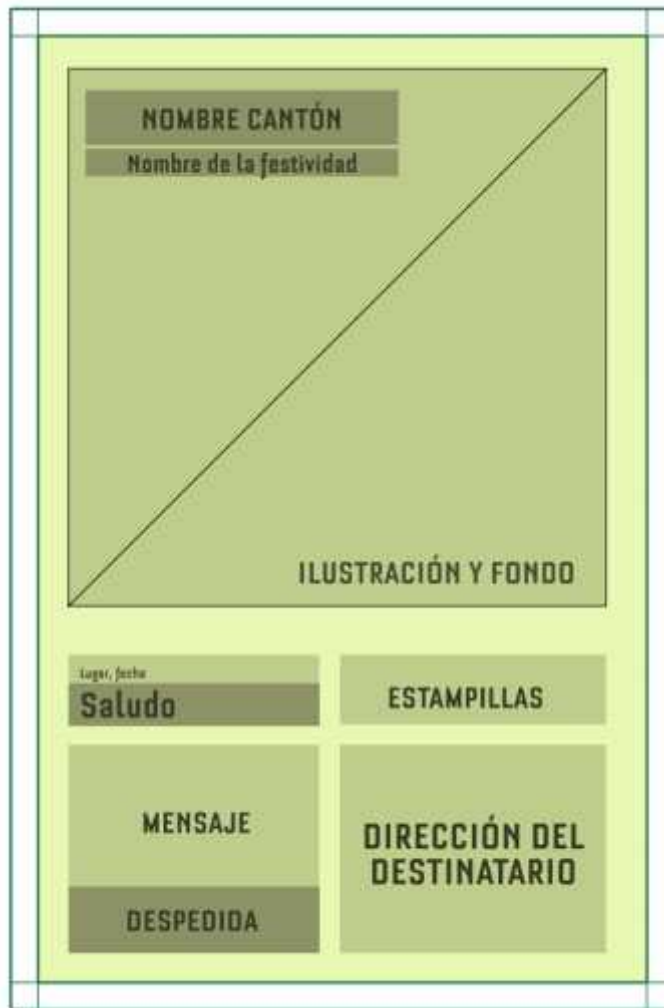 NOMBRE CANTÓN
Nombre de la festividad
ILUSTRACIÓN Y FONDO
Lugar, fecha
Saludo
ESTAMPILLAS
MENSAJE
DIRECCIÓN DEL
DESTINATARIO
DESPEDIDA